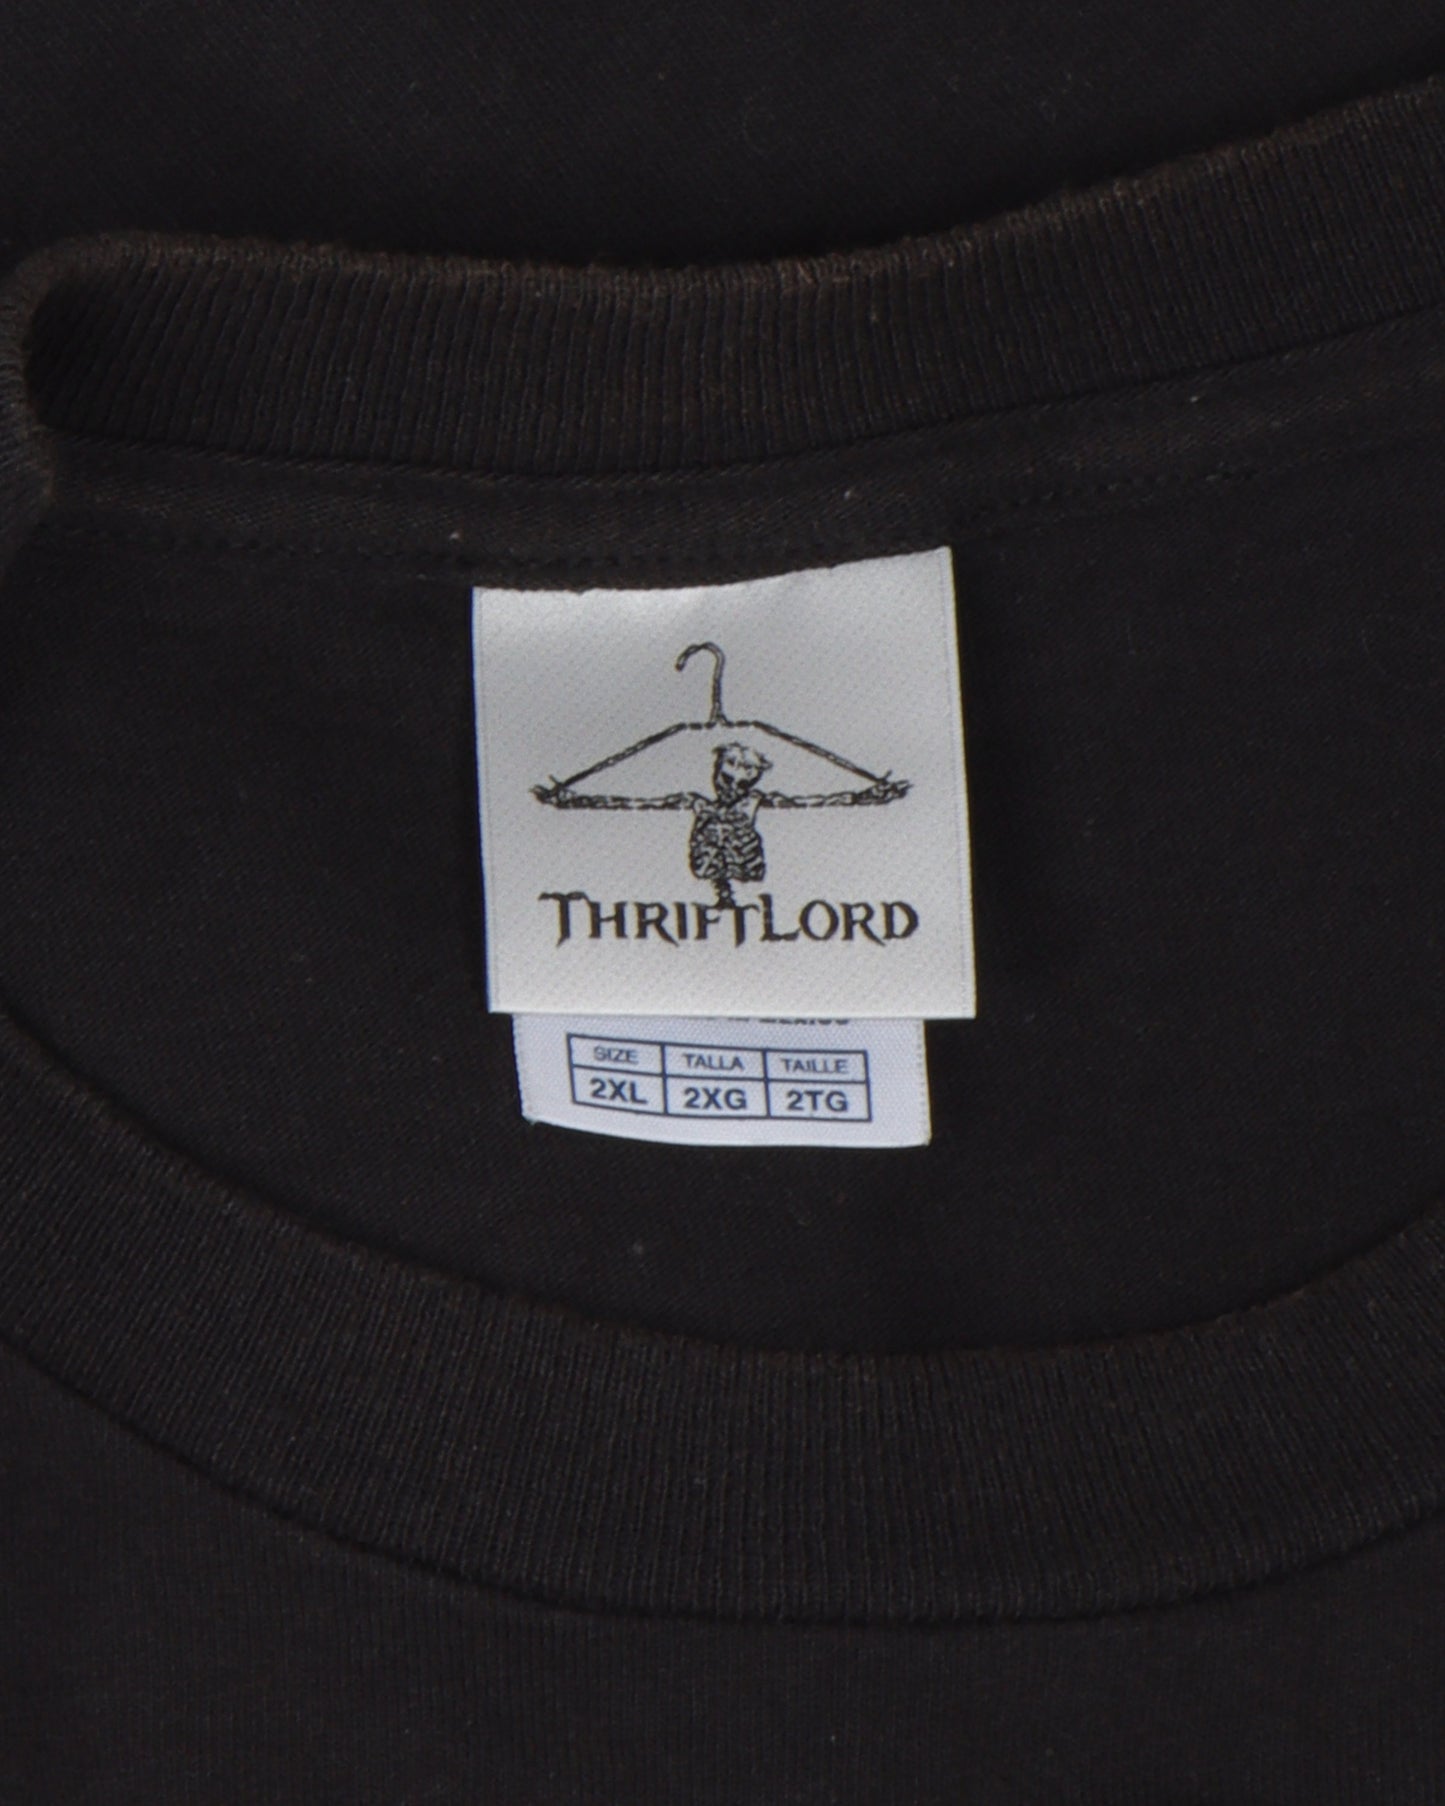 THRIFTLORD
SIZE TALLA TAILLE
2XL 2XG 2TG